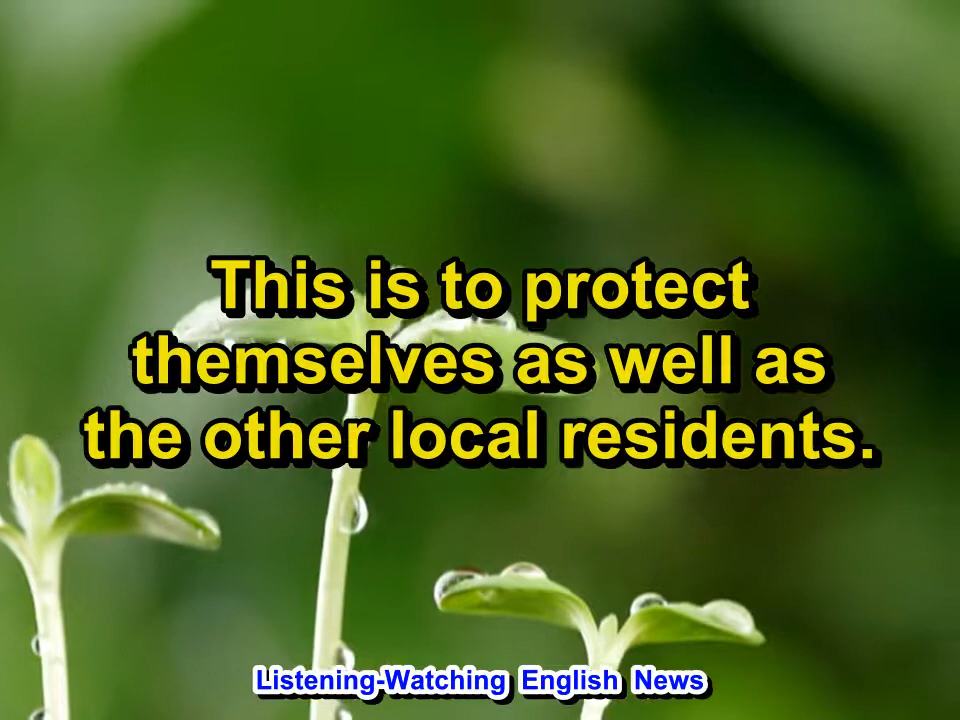 This is to protect
themselves as well as
the other local residents.
Listening-Watching English News